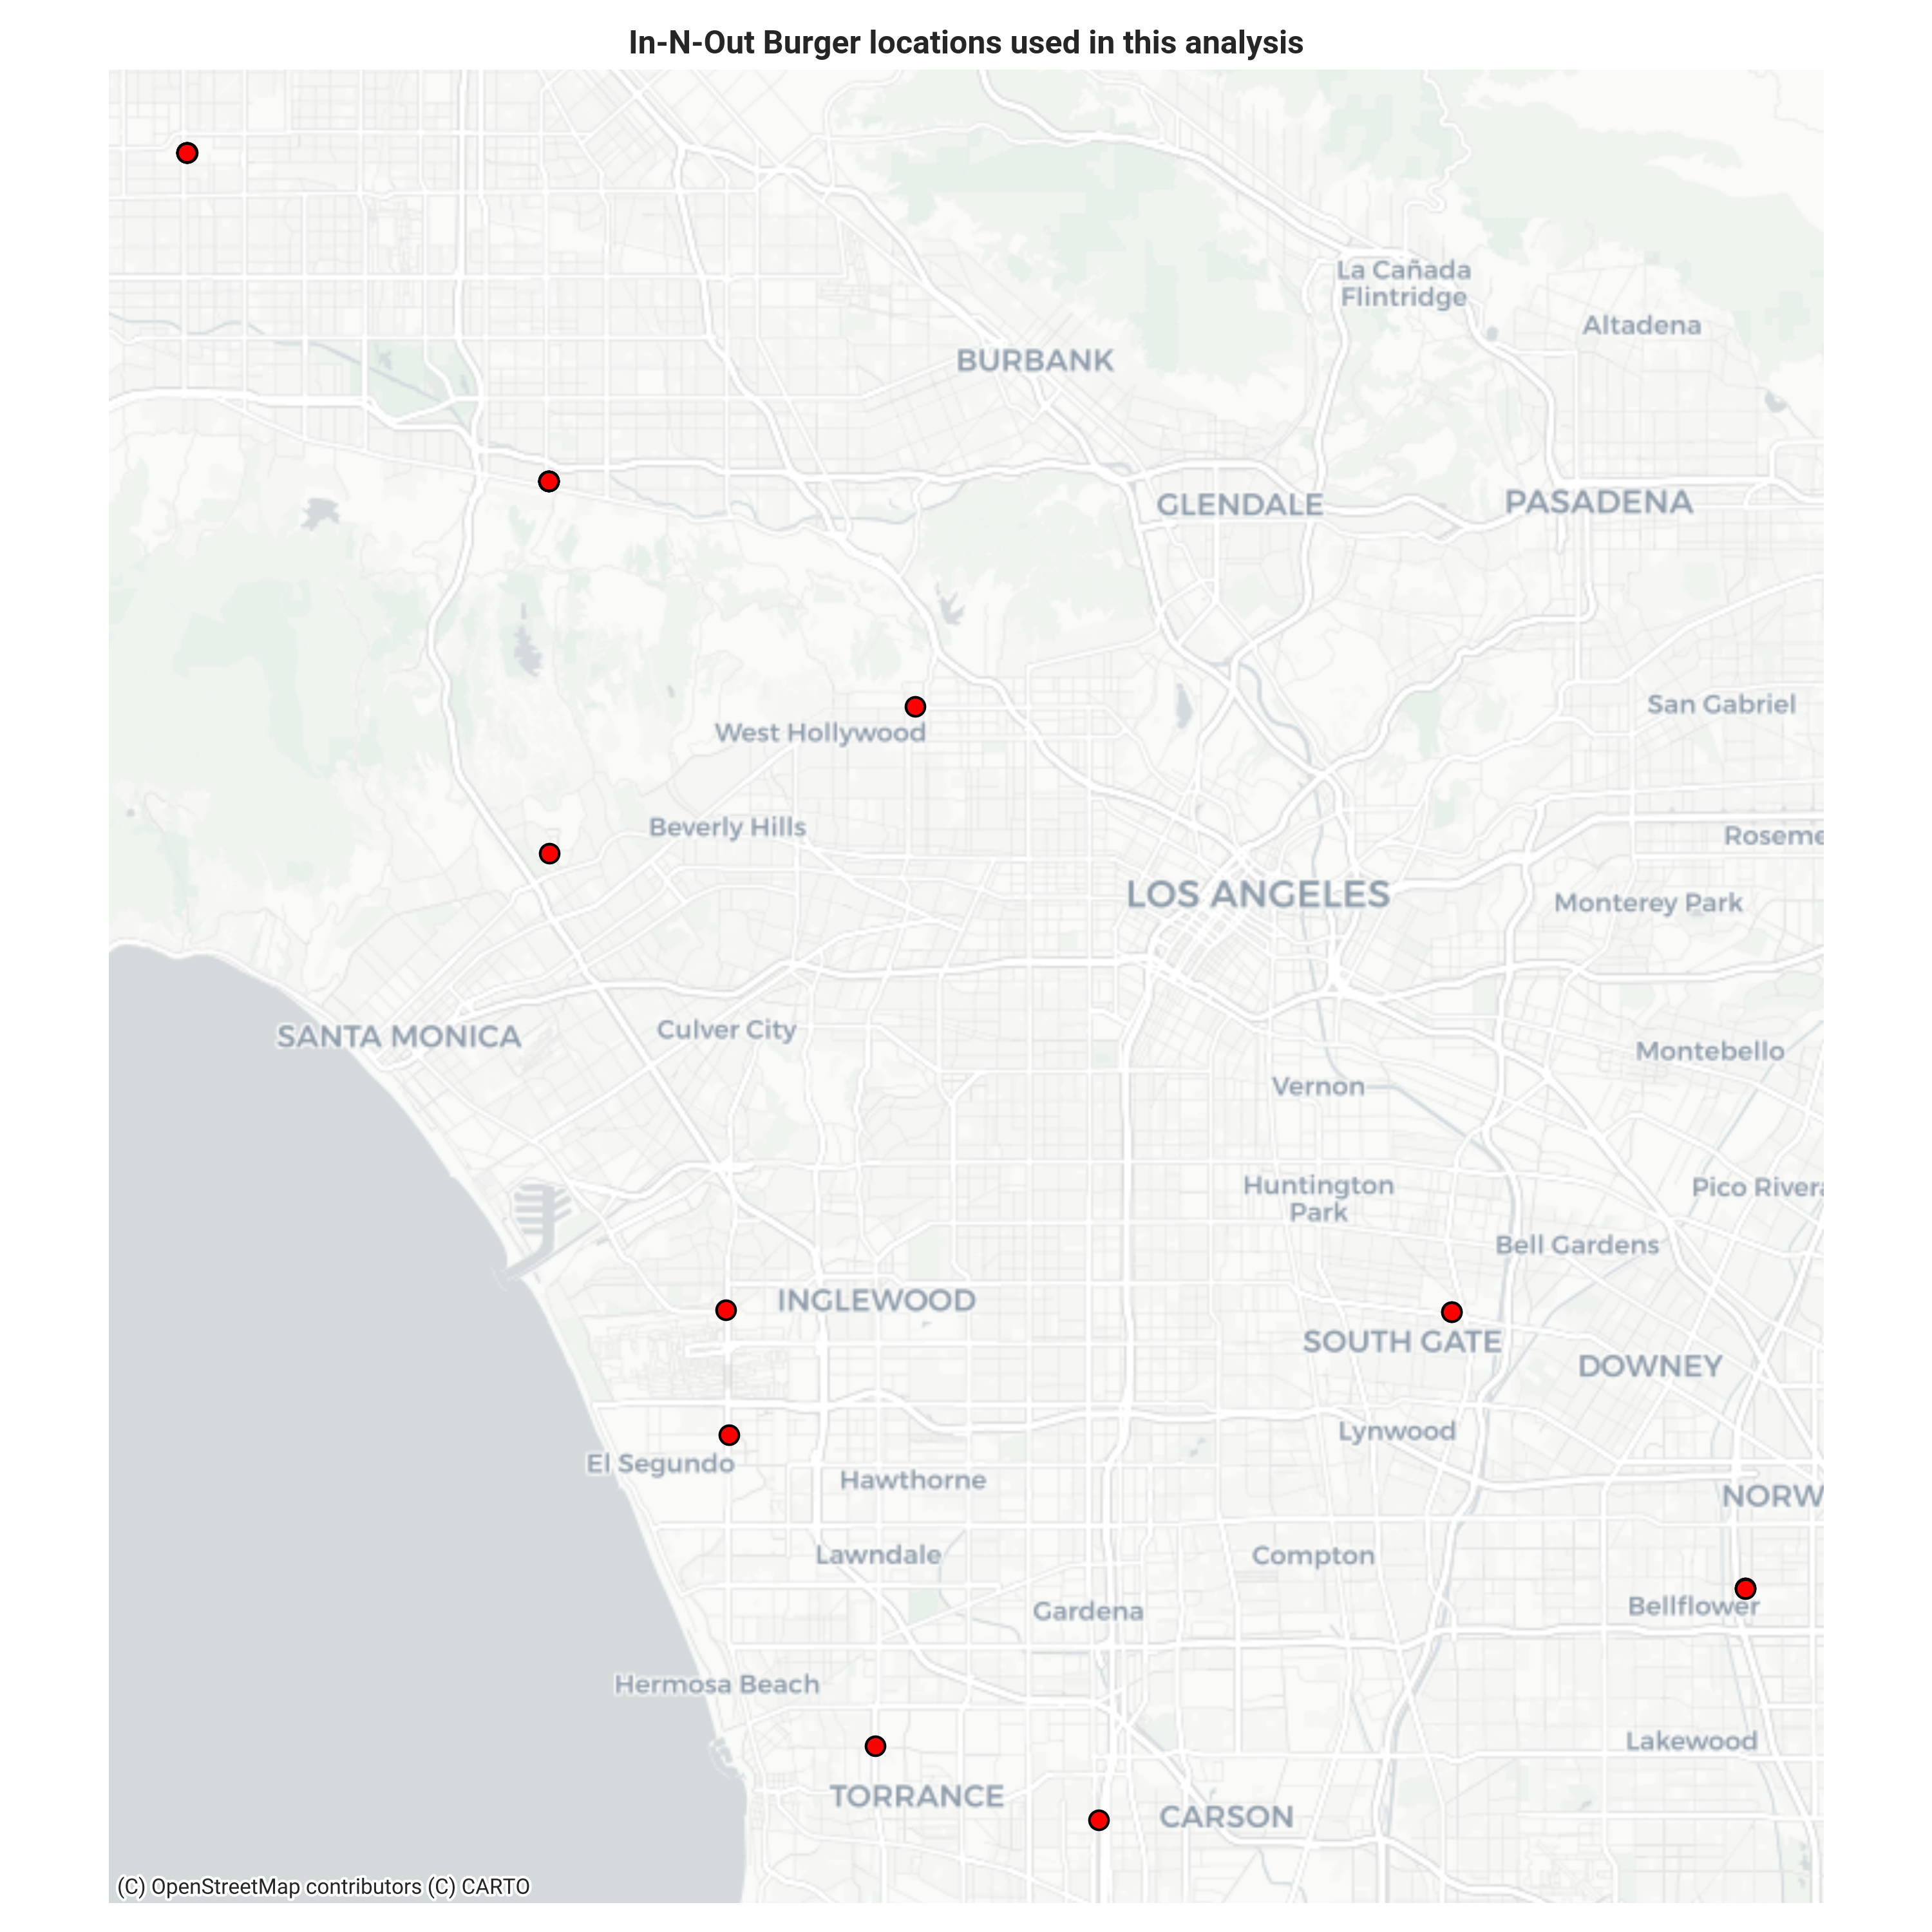 In-N-Out Burger locations used in this analysis
La Cañada
Flintridge
Altadena
BURBANK
GLENDALE
PASADENA
San Gabriel
West Hollywood
Beverly Hills
Roseme
LOS ANGELES
Monterey Park
SANTA MONICA
Culver City
Montebello
Vernon
Huntington
Park
Pico Rivera
Bell Gardens
INGLEWOOD
SOUTH GATE
DOWNEY
Lynwood
El Segundo
Hawthorne
NORW
Lawndale
Compton
Bellflower
Gardena
Hermosa Beach
Lakewood
TORRANCE
CARSON
(C) OpenStreetMap contributors (C) CARTO